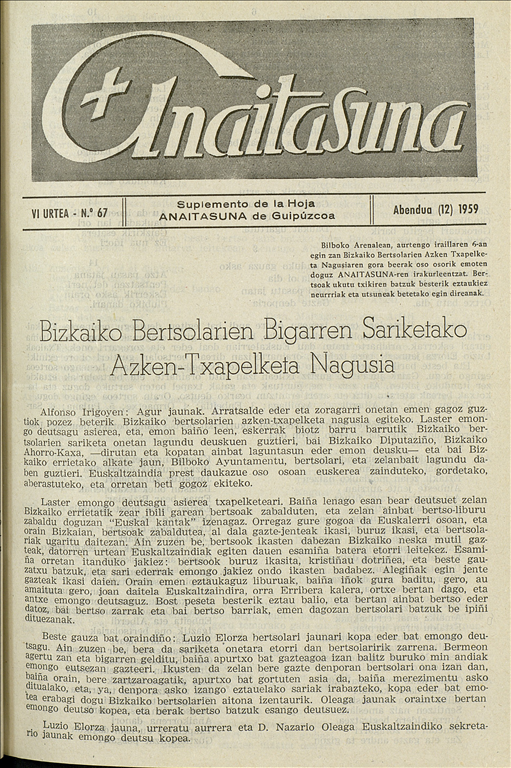 Anaitasuna
VI URTEA - N.º 67
Suplemento de la Hoja
ANAITASUNA de Guipúzcoa
Abendua (12) 1959
Bilboko Arenalean, aurtengo iraillaren 6-an
egin zan Bizkaiko Bertsolarien Azken Txapelke-
ta Nagusiaren gora beerak oso osorik emoten
doguz ANAITASUNA-ren irakurleentzat. Ber-
tsoak ukutu txikiren batzuk besterik eztaukiez
neurrriak eta utsuneak betetako egin direanak.
Bizkaiko Bertsolarien Bigarren Sariketako
Azken-Txapelketa Nagusia
Alfonso Irigoyen: Agur jaunak. Arratsalde eder eta zoragarri onetan emen gagoz guz-
tiok pozez beterik Bizkaiko bertsolarien azken-txapelketa nagusia egiteko. Laster emon-
go deutsagu asierea, eta, emon baiño leen, eskerrak biotz barru barrutik Bizkaiko ber-
tsolarien sariketa onetan lagundu deuskuen guztieri, bai Bizkaiko Diputaziño, Bizkaiko
Ahorro-Kaxa, —dirutan eta kopatan ainbat laguntasun eder emon deusku— eta bai Biz-
kaiko errietako alkate jaun, Bilboko Ayuntamentu, bertsolari, eta zelanbait lagundu da-
ben guztieri. Euskaltzaindia prest daukazue oso osoan euskerea zainduteko, gordetako,
aberastuteko, eta orretan beti gogoz ekiteko.
Laster emongo deutsagu asierea txapelketeari. Baiña lenago esan bear deutsuet zelan
Bizkaiko errietatik zear ibili garean bertsoak zabalduten, eta zelan ainbat bertso-liburu
zabaldu doguzan "Euskal kantak" izenagaz. Orregaz gure gogoa da Euskalerri osoan, eta
orain Bizkaian, bertsoak zabaldutea, al dala gazte-jenteak ikasi, buruz ikasi, eta bertsola-
riak ugaritu daitezan. Ain zuzen be, bertsook ikasten dabezan Bizkaiko neska mutil gaz-
teak, datorren urtean Euskaltzaindiak egiten dauen esamiña batera etorri leitekez. Esami-
ña orretan itanduko jakiez: bertsook buruz ikasita, kristiñau dotriñea, eta beste gau-
zatxu batzuk, eta sari ederrak emongo jakiez ondo ikasten badabez. Alegiñak egin jente
gazteak ikasi daien. Orain emen eztaukaguz liburuak, baiña iñok gura baditu, gero, au
amaituta gero, joan daitela Euskaltzaindira, orra Erribera kalera, ortxe bertan dago, eta
antxe emongo deutsaguz. Bost peseta besterik eztau balio, eta bertan ainbat bertso eder
datoz, bai bertso zarrak eta bai bertso barriak, emen dagozan bertsolari batzuk be ipiñi
dituezanak.
Beste gauza bat oraindiño: Luzio Elorza bertsolari jaunari kopa eder bat emongo deu-
tsagu. Ain zuzen be, bera da sariketa onetara etorri dan bertsolaririk zarrena. Bermeon
agertu zan eta bigarren gelditu, baiña apurtxo bat gazteagoa izan balitz buruko min andiak
emongo eutsezan gazteeri. Ikusten da zelan bere gazte denporan bertsolari ona izan dan,
baiña orain, bere zartzaroagatik, apurtxo bat gortuten asia da, baiña merezimentu asko
ditualako, eta, ya, denpora asko izango eztauelako sariak irabazteko, kopa eder bat emo-
tea erabagi dogu Bizkaiko bertsolarien aitona izentaurik. Oleaga jaunak oraintxe bertan
emongo deutso kopea, eta berak bertso batzuk esango deutsuez.
Luzio Elorza jauna, urreratu aurrera eta D. Nazario Oleaga Euskaltzaindiko sekreta-
rio jaunak emongo deutsu kopea.